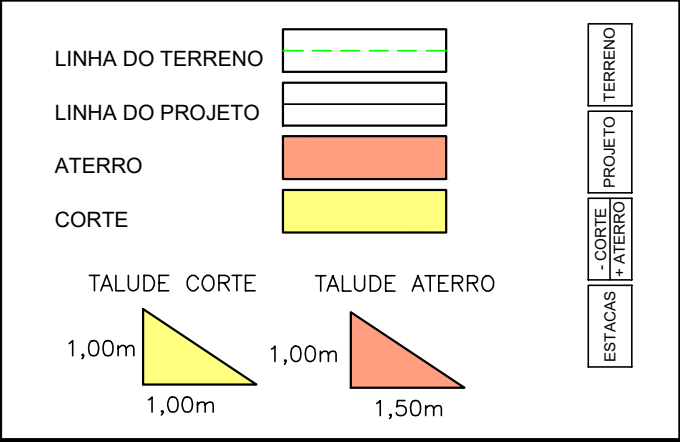 LINHA DO TERRENO
LINHA DO PROJETO
ATERRO
CORTE
TALUDE CORTE
1,00m
1,00m
TALUDE ATERRO
1,00m
1,50m
TERRENO
PROJETO
- CORTE
+ ATERRO
ESTACAS